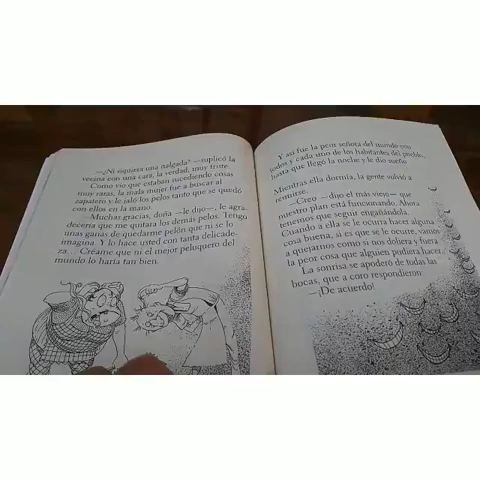 —¿Ni siquiera una nalgada? —suplicó la
verana con una cara, la verdad, muy triste.
Como vio que estaban sucediendo cosas
muy raras, la mala mujer fue a buscar al
zapatero y le jaló los pelos tanto que se quedó
con ellos en la mano.
—Muchas gracias, doña —le dijo—, le agra-
decería que me quitara los demás pelos. Tengo
unas ganas de quedarme pelón que ni se lo
imagina. Y lo hace usted con tanta delicade-
za... Créame que ni el mejor peluquero del
mundo lo haría tan bien.
Y así fue la peor señora del mundo con
todos y cada uno de los habitantes del pueblo,
hasta que llegó la noche y le dio sueño.
Mientras ella dormía, la gente volvió a
reunirse.
—Creo —dijo el más viejo— que
nuestro plan está funcionando. Ahora
tenemos que seguir engañándola.
Cuando a ella se le ocurra hacer alguna
cosa buena, si es que se le ocurre, vamos
a quejarnos como si nos doliera y fuera
la peor cosa que alguien pudiera hacer.
La sonrisa se apoderó de todas las
bocas, que a coro respondieron:
—¡De acuerdo!